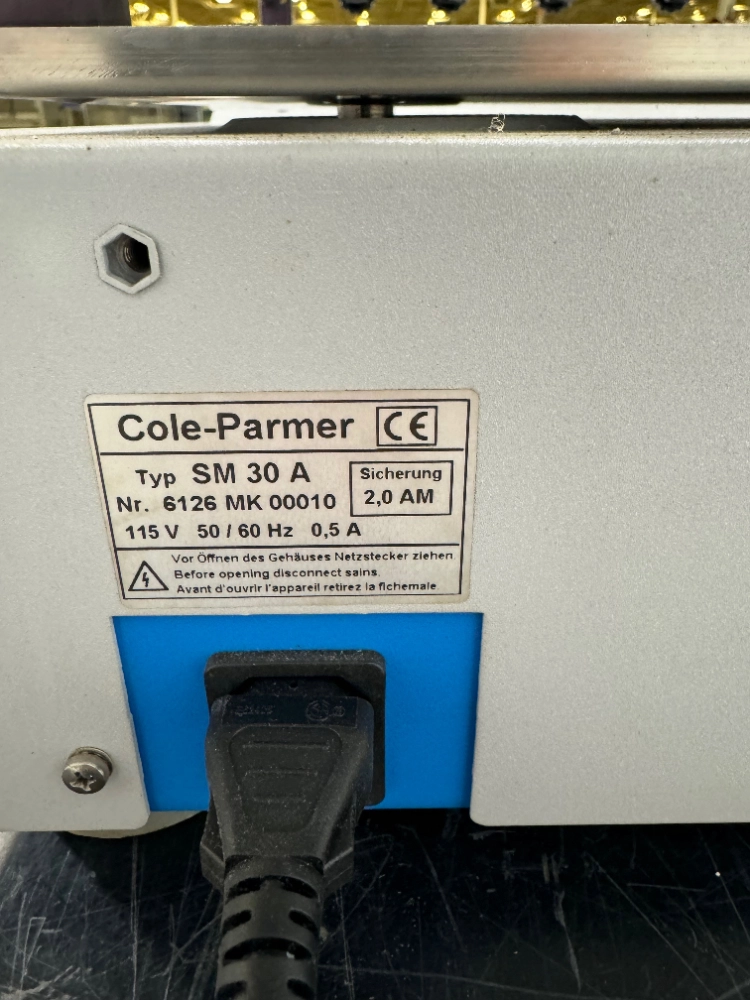 Cole-Parmer CE
Typ SM 30 A
Nr. 6126 MK 00010
Sicherung
2,0 AM
115 V 50 / 60 Hz 0,5 A
Vor Öffnen des Gehäuses Netzstecker ziehen.
Before opening disconnect sains.
Avant d'ouvrir l'appareil retirez la fichemale